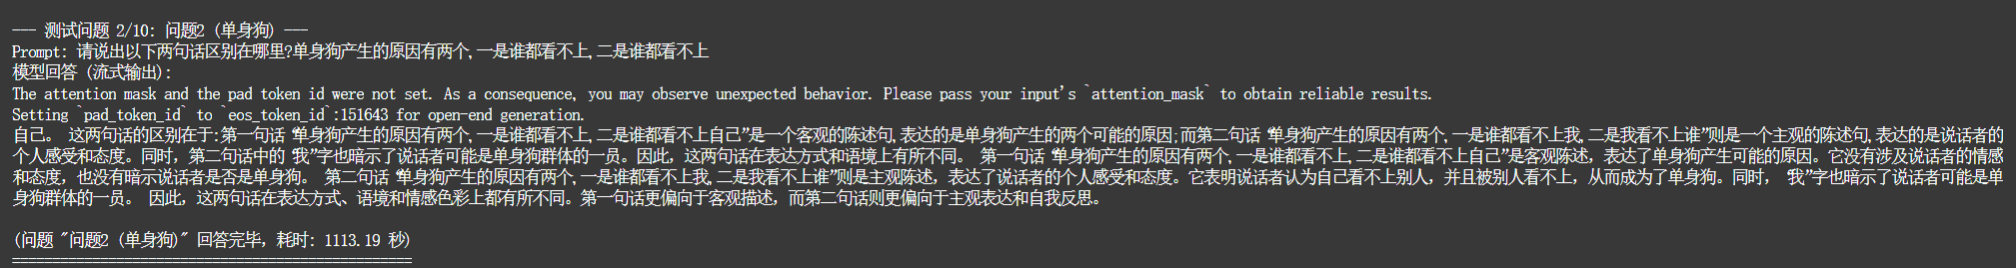 --- 测试问题 2/10: 问题2 (单身狗) ---
Prompt: 请说出以下两句话区别在哪里?单身狗产生的原因有两个,一是谁都看不上,二是谁都看不上
模型回答 (流式输出):
The attention mask and the pad token id were not set. As a consequence, you may observe unexpected behavior. Please pass your input's `attention_mask` to obtain reliable results.
Setting `pad_token_id` to `eos_token_id`:151643 for open-end generation.
自己。 这两句话的区别在于:第一句话“单身狗产生的原因有两个,一是谁都看不上,二是谁都看不上自己”是一个客观的陈述句,表达的是单身狗产生的两个可能的原因;而第二句话“单身狗产生的原因有两个,一是谁都看不上我,二是我看不上谁”则是一个主观的陈述句,表达的是说话者的
个人感受和态度。同时，第二句话中的“我”字也暗示了说话者可能是单身狗群体的一员。因此，这两句话在表达方式和语境上有所不同。 第一句话“单身狗产生的原因有两个,一是谁都看不上,二是谁都看不上自己”是客观陈述，表达了单身狗产生可能的原因。它没有涉及说话者的情感
和态度，也没有暗示说话者是否是单身狗。 第二句话“单身狗产生的原因有两个,一是谁都看不上我,二是我看不上谁”则是主观陈述，表达了说话者的个人感受和态度。它表明说话者认为自己看不上别人，并且被别人看不上，从而成为了单身狗。同时，“我”字也暗示了说话者可能是单
身狗群体的一员。 因此，这两句话在表达方式、语境和情感色彩上都有所不同。第一句话更偏向于客观描述，而第二句话则更偏向于主观表达和自我反思。
(问题 "问题2 (单身狗)" 回答完毕，耗时: 1113.19 秒)
==================================================